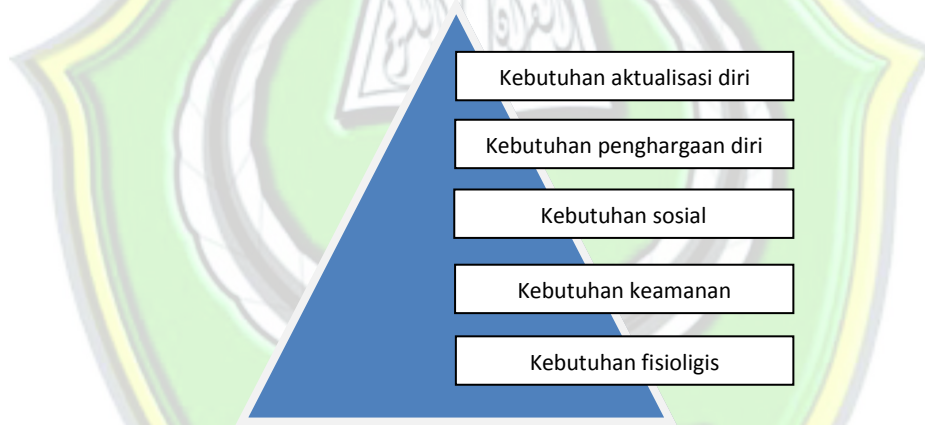 Kebutuhan aktualisasi diri
Kebutuhan penghargaan diri
Kebutuhan sosial
Kebutuhan keamanan
Kebutuhan fisioligis